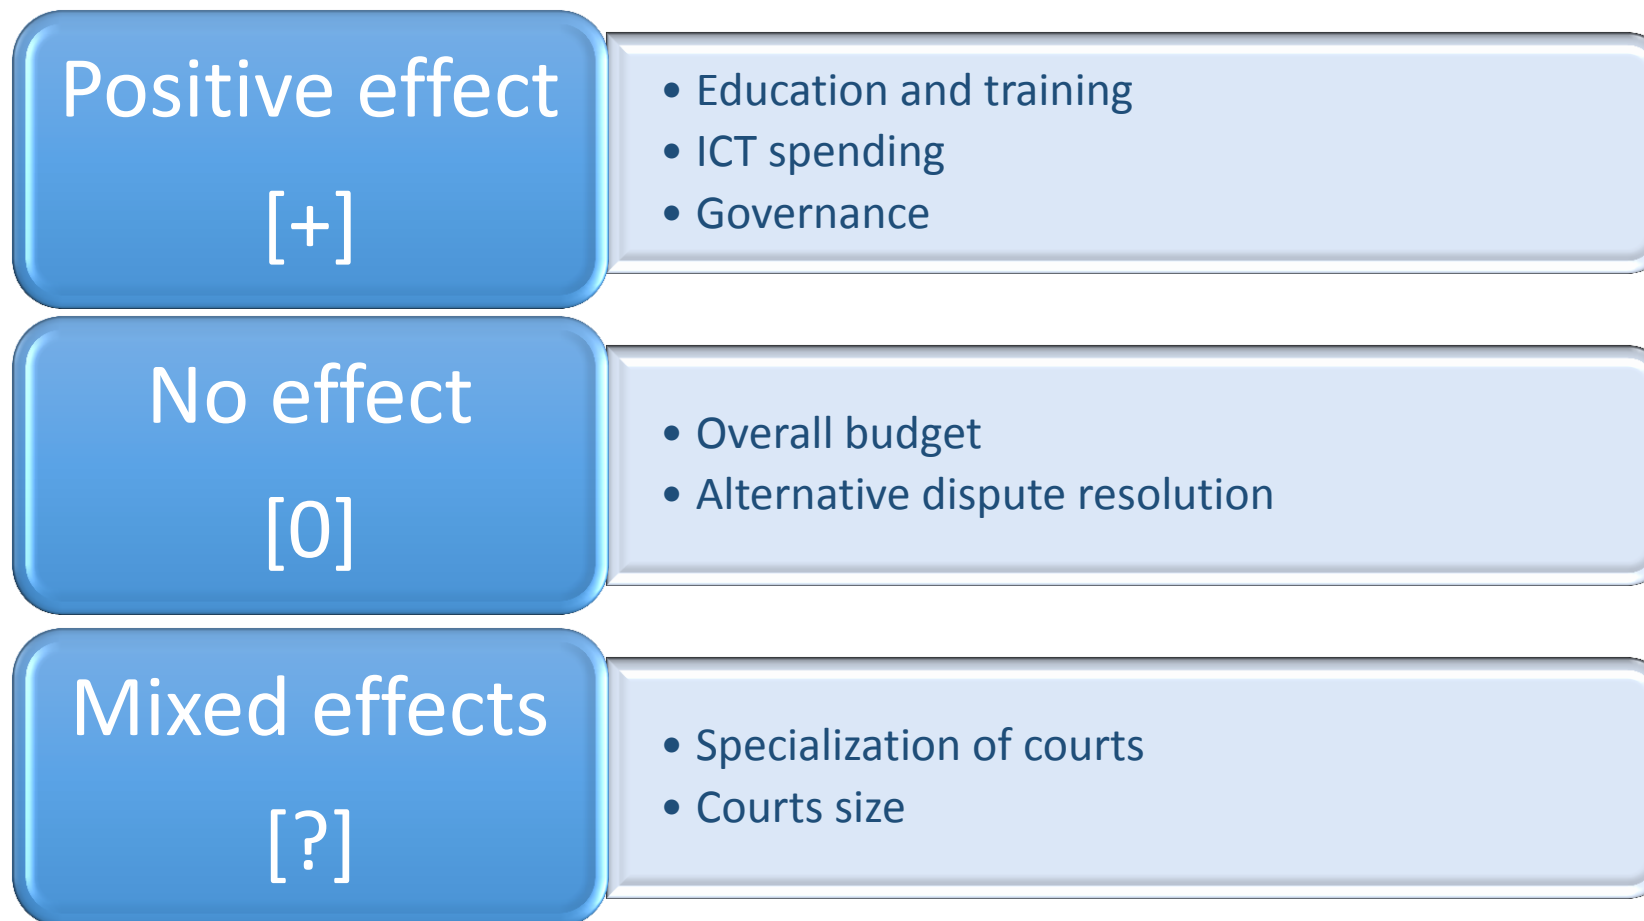 Positive effect
[+]
• Education and training
• ICT spending
• Governance
No effect
[0]
• Overall budget
• Alternative dispute resolution
Mixed effects
[?]
• Specialization of courts
• Courts size